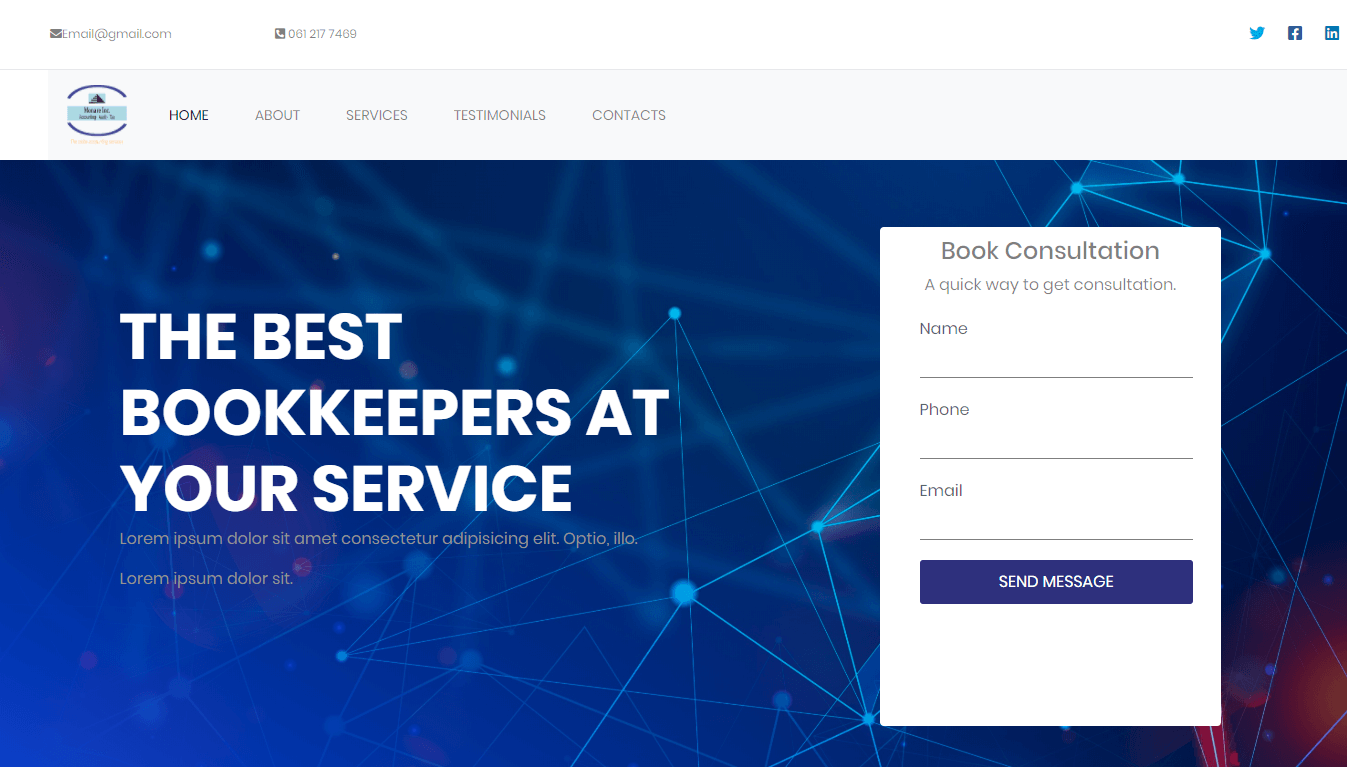 Email@gmail.com
061 217 7469
HOME
ABOUT
SERVICES
TESTIMONIALS
CONTACTS
THE BEST
BOOKKEEPERS AT
YOUR SERVICE
Lorem ipsum dolor sit amet consectetur adipisicing elit. Optio, illo.
Lorem ipsum dolor sit.
Book Consultation
A quick way to get consultation.
Name
Phone
Email
SEND MESSAGE